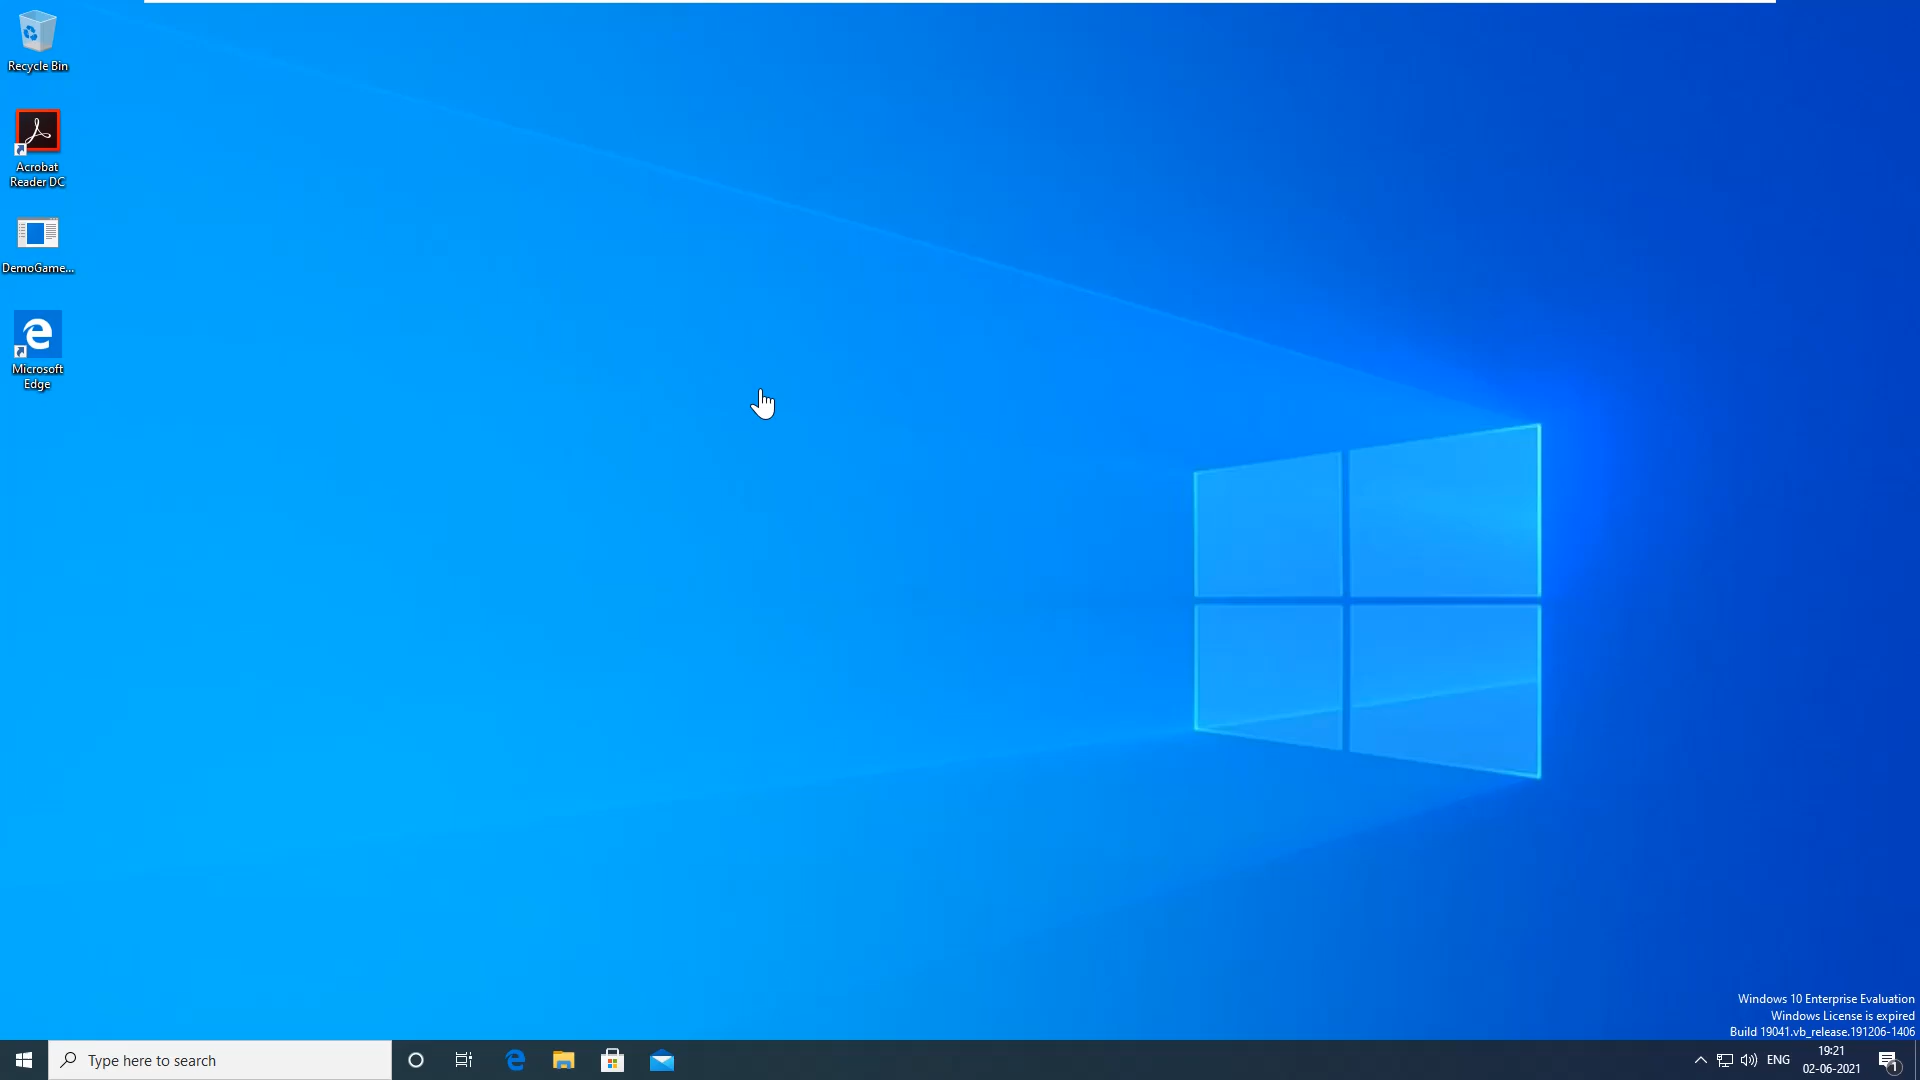 Recycle Bin
Acrobat
Reader DC
DemoGame...
Microsoft
Edge
Windows 10 Enterprise Evaluation
Windows License is expired
Build 19041.vb_release.191206-1406
Type here to search
ENG
19:21
02-06-2021
1